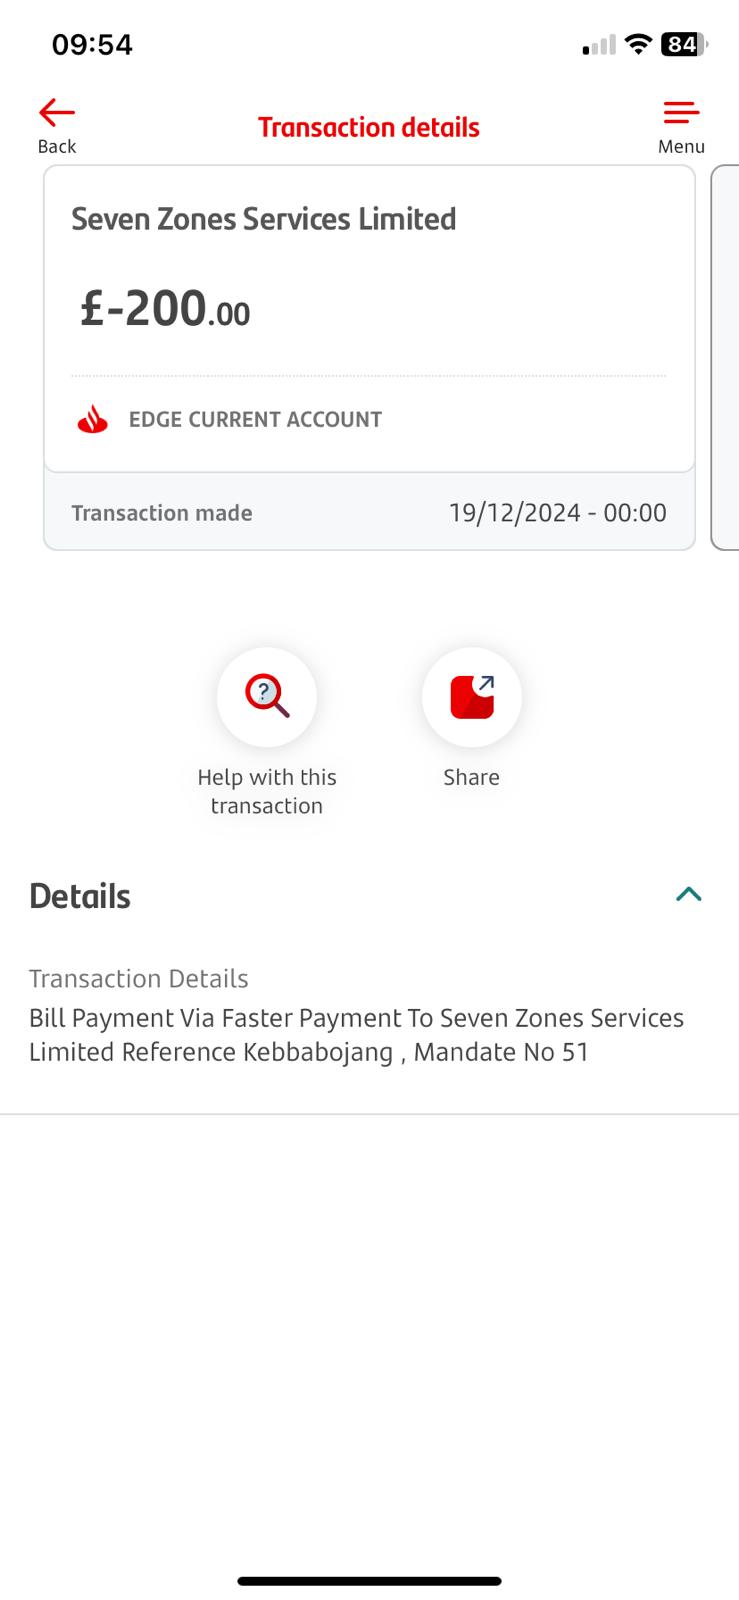 09:54
84
Transaction details
Back
Menu
Seven Zones Services Limited
£-200.00
EDGE CURRENT ACCOUNT
Transaction made 19/12/2024 - 00:00
?
Help with this
transaction
Share
Details
Transaction Details
Bill Payment Via Faster Payment To Seven Zones Services
Limited Reference Kebbabojang , Mandate No 51